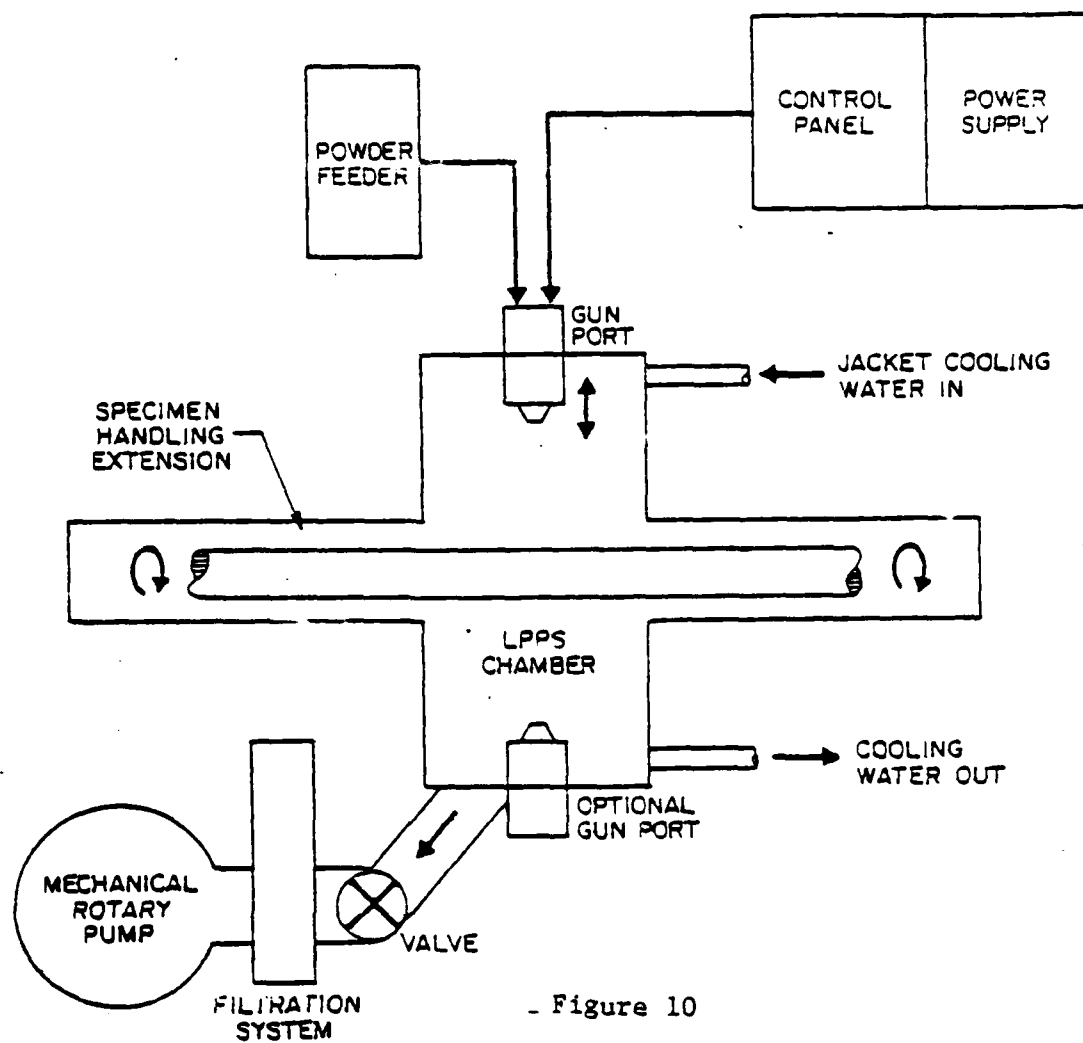 CONTROL
PANEL
POWER
SUPPLY
POWDER
FEEDER
GUN
PORT
JACKET COOLING
WATER IN
SPECIMEN
HANDLING
EXTENSION
LPPS
CHAMBER
COOLING
WATER OUT
OPTIONAL
GUN PORT
MECHANICAL
ROTARY
PUMP
VALVE
FILTRATION
SYSTEM
Figure 10